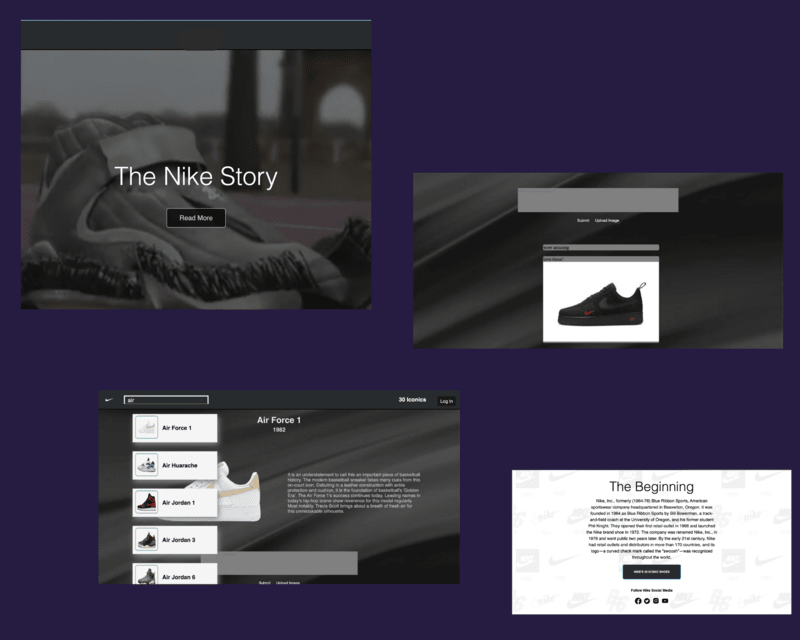 The Nike Story
Read More
Submit Upload Image
air
30 Iconics
Log In
Air Force 1
Air Huarache
Air Jordan 1
Air Jordan 3
Air Jordan 6
Air Force 1
1982
It is an understatement to call this an important piece of basketball
history. The modern basketball sneaker takes many cues from this
on-court icon. Debuting in a leather construction with ankle
protection and cushion, it is the foundation of basketball's 'Golden
Era'. The Air Force 1's success continues today. Leading names in
today's hip-hop scene show reverence for this model regularly.
Most notably, Travis Scott brings about a breath of fresh air for
this unmistakable silhouette.
Submit Upload Image
The Beginning
Nike, Inc., formerly (1964-78) Blue Ribbon Sports, American
sportswear company headquartered in Beaverton, Oregon. It was
founded in 1964 as Blue Ribbon Sports by Bill Bowerman, a track-
and-field coach at the University of Oregon, and his former student
Phil Knight. They opened their first retail outlet in 1966 and launched
the Nike brand shoe in 1972. The company was renamed Nike, Inc., in
1978 and went public two years later. By the early 21st century, Nike
had retail outlets and distributors in more than 170 countries, and its
logo—a curved check mark called the "swoosh"—was recognized
throughout the world.
Follow Nike Social Media